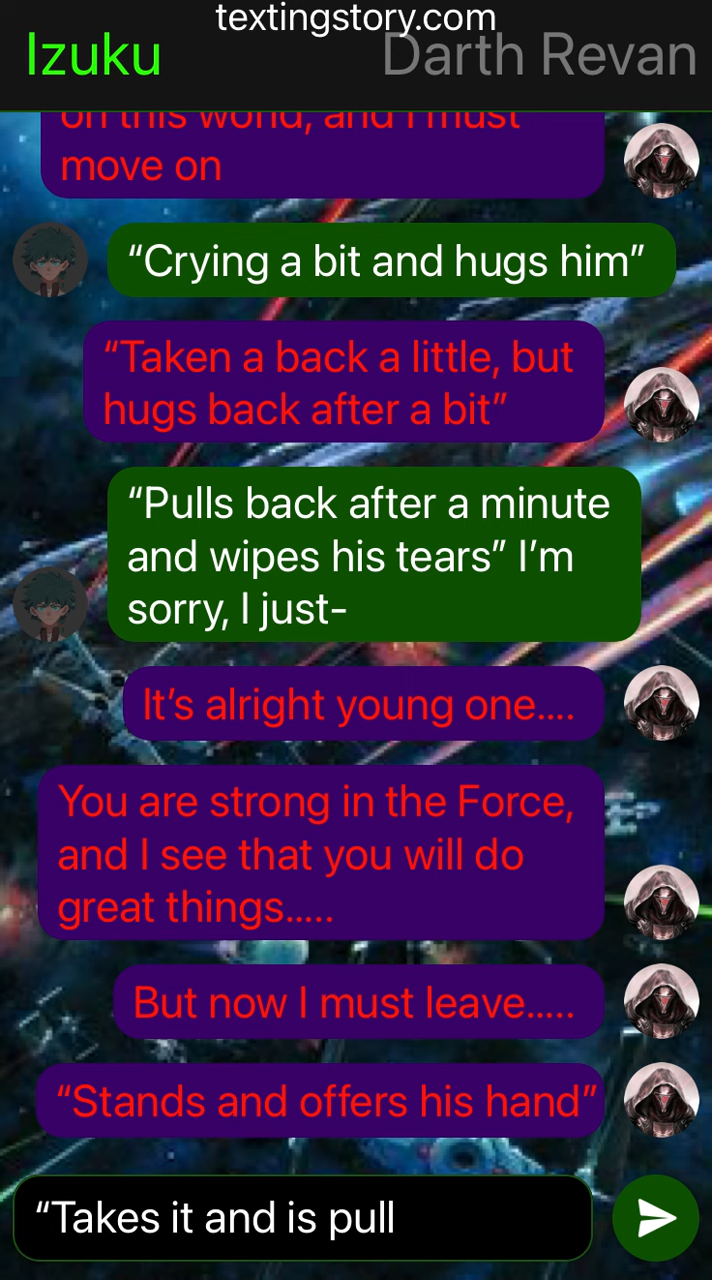 textingstory.com
Izuku
Darth Revan
on this world, and I must
move on
“Crying a bit and hugs him”
“Taken a back a little, but
hugs back after a bit”
“Pulls back after a minute
and wipes his tears” I’m
sorry, I just-
It’s alright young one....
You are strong in the Force,
and I see that you will do
great things.....
But now I must leave.....
“Stands and offers his hand”
“Takes it and is pull